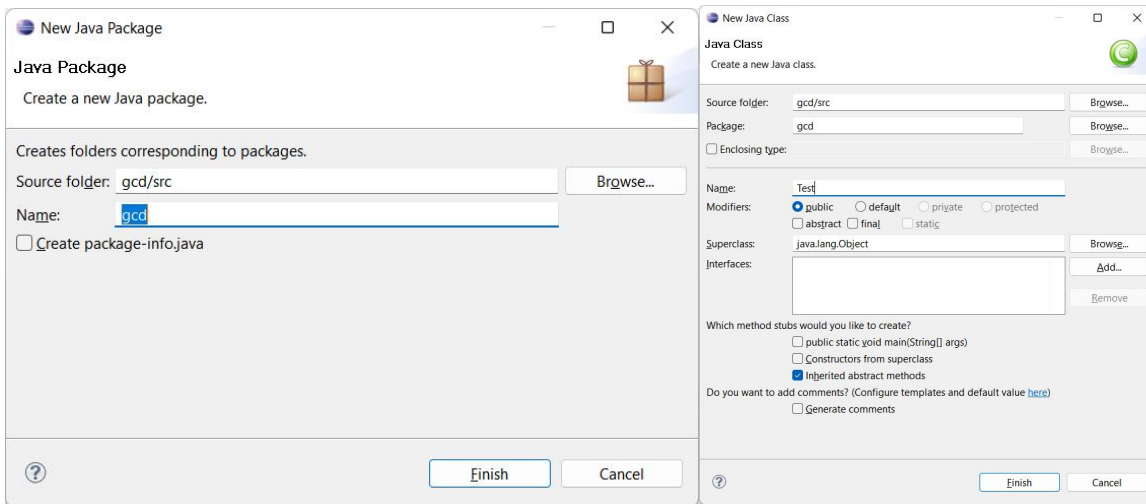 New Java Package
Java Package
Create a new Java package.
Creates folders corresponding to packages.
Source folder: gcd/src Browse...
Name: gcd
Create package-info.java
Finish Cancel
New Java Class
Java Class
Create a new Java class.
Source folder: gcd/src Browse...
Package: gcd Browse...
Enclosing type: Browse...
Name: Test
Modifiers: public default private protected
abstract final static
Superclass: java.lang.Object Browse...
Interfaces: Add...
Remove
Which method stubs would you like to create?
public static void main(String[] args)
Constructors from superclass
Inherited abstract methods
Do you want to add comments? (Configure templates and default value here)
Generate comments
Finish Cancel